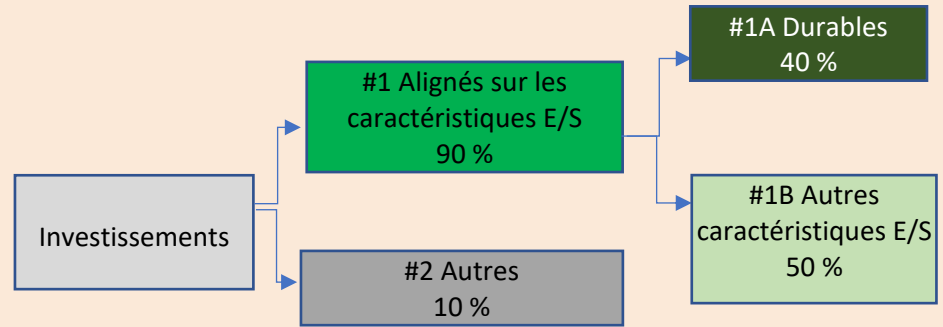 Investissements
#1 Alignés sur les
caractéristiques E/S
90 %
#2 Autres
10 %
#1A Durables
40 %
#1B Autres
caractéristiques E/S
50 %